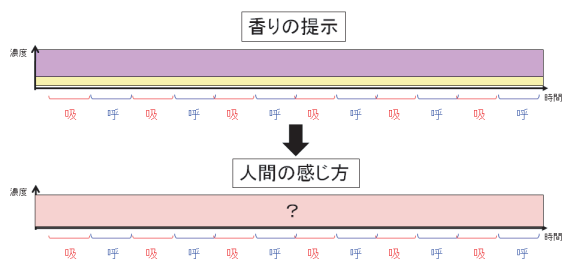 香りの提示
濃度
時間
吸 呼 吸 呼 吸 呼 吸 呼 吸 呼 吸 呼
人間の感じ方
濃度
?
時間
吸 呼 吸 呼 吸 呼 吸 呼 吸 呼 吸 呼